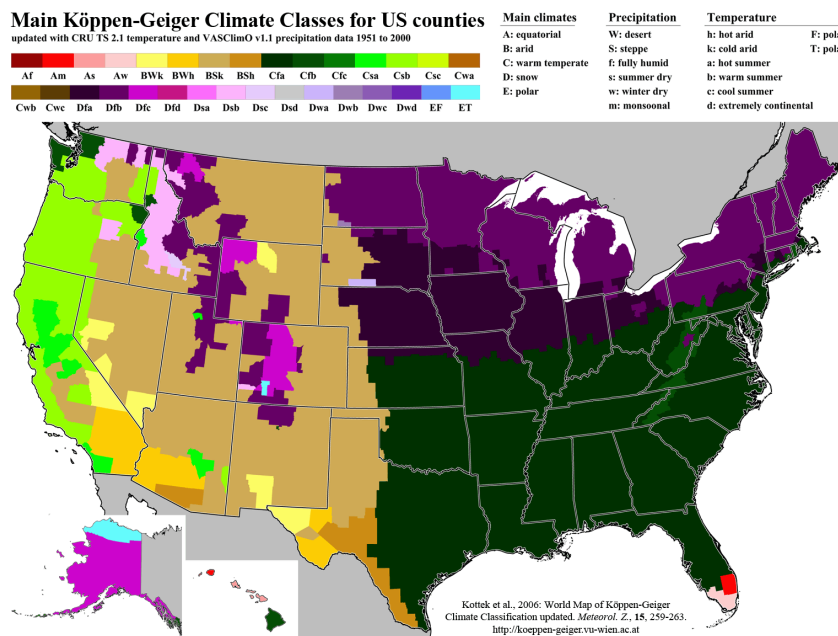 Main Köppen-Geiger Climate Classes for US counties
updated with CRU TS 2.1 temperature and VASClimO v1.1 precipitation data 1951 to 2000
Af Am As Aw BWk BWh BSk BSh Cfa Cfb Cfc Csa Csb Csc Cwa
Cwb Cwc Dfa Dfb Dfc Dfd Dsa Dsb Dsc Dsd Dwa Dwb Dwc Dwd EF ET
Main climates
A: equatorial
B: arid
C: warm temperate
D: snow
E: polar
Precipitation
W: desert
S: steppe
f: fully humid
s: summer dry
w: winter dry
m: monsoonal
Temperature
h: hot arid F: pola
k: cold arid T: pola
a: hot summer
b: warm summer
c: cool summer
d: extremely continental
Kottek et al., 2006: World Map of Köppen-Geiger
Climate Classification updated. Meteorol. Z., 15, 259-263.
http://koeppen-geiger.vu-wien.ac.at